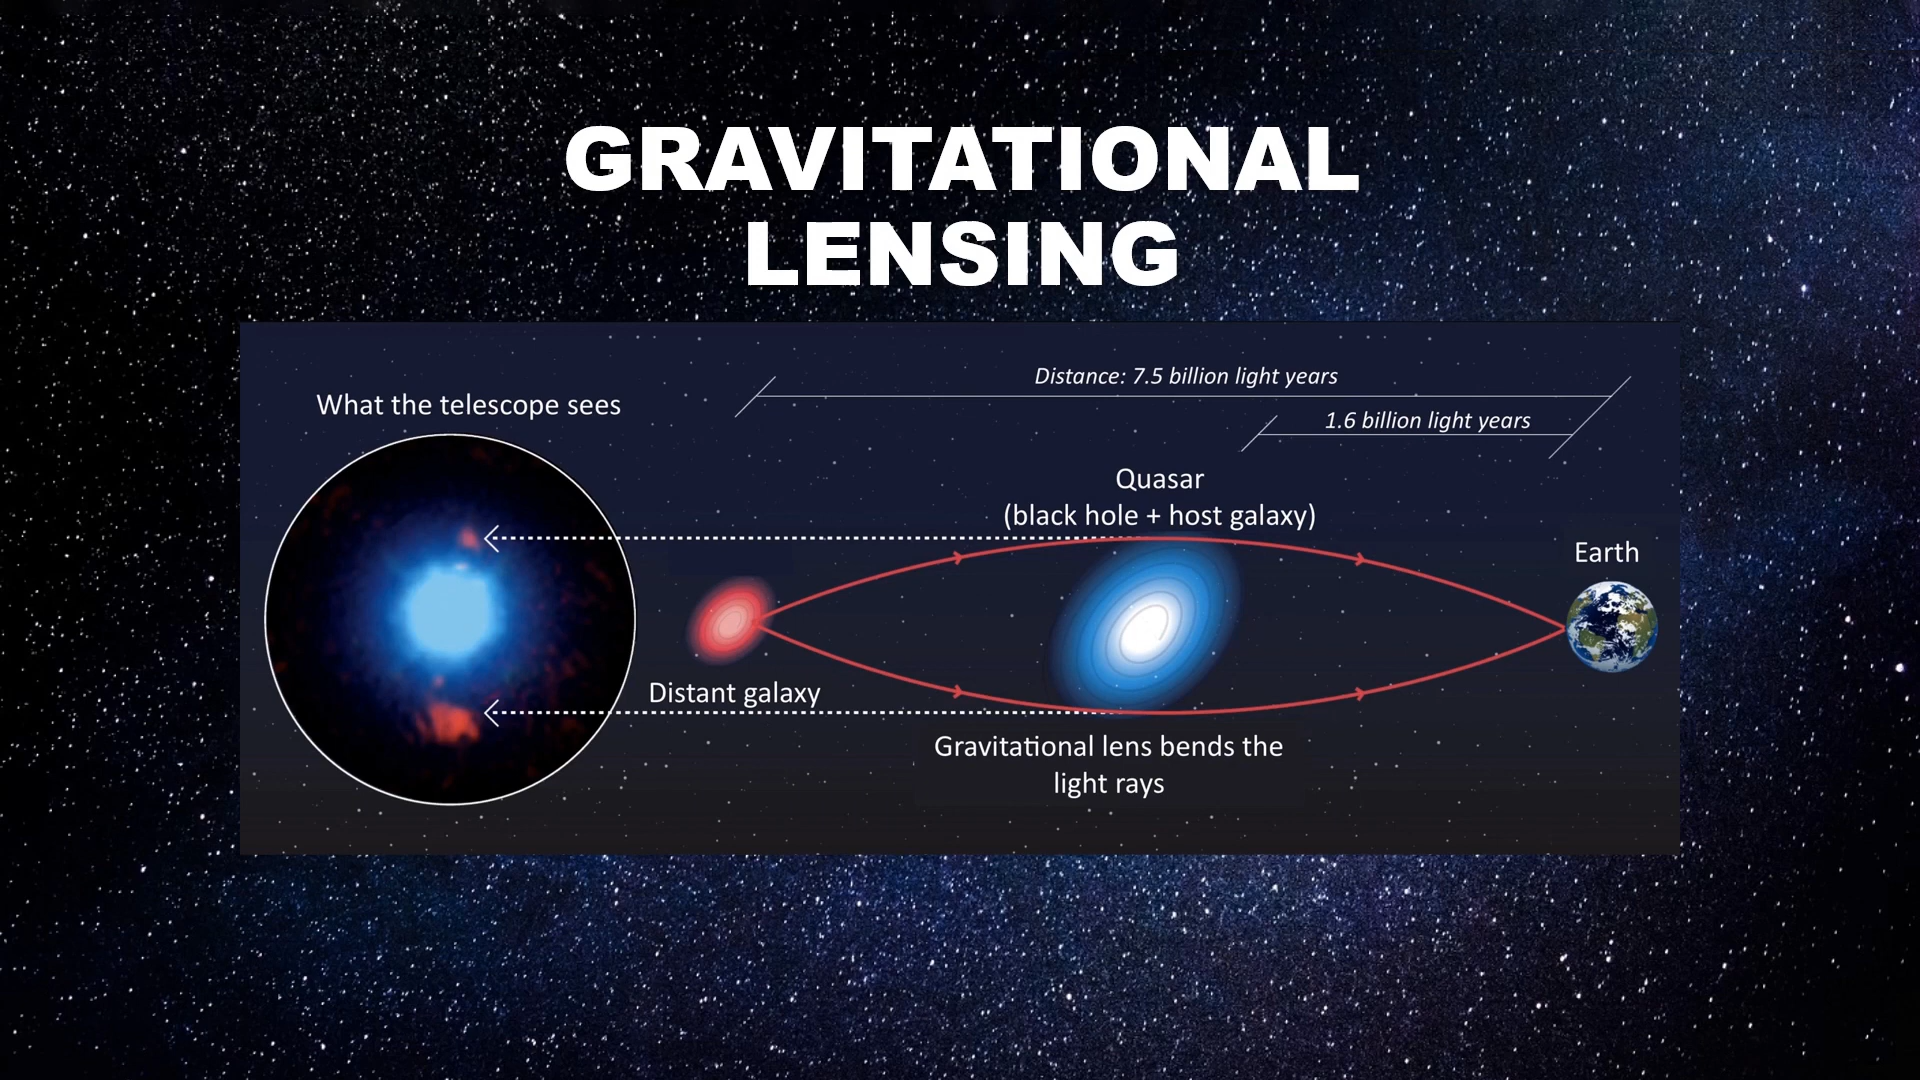 GRAVITATIONAL
LENSING
Distance: 7.5 billion light years
What the telescope sees
1.6 billion light years
Quasar
(black hole + host galaxy)
Earth
Distant galaxy
Gravitational lens bends the
light rays